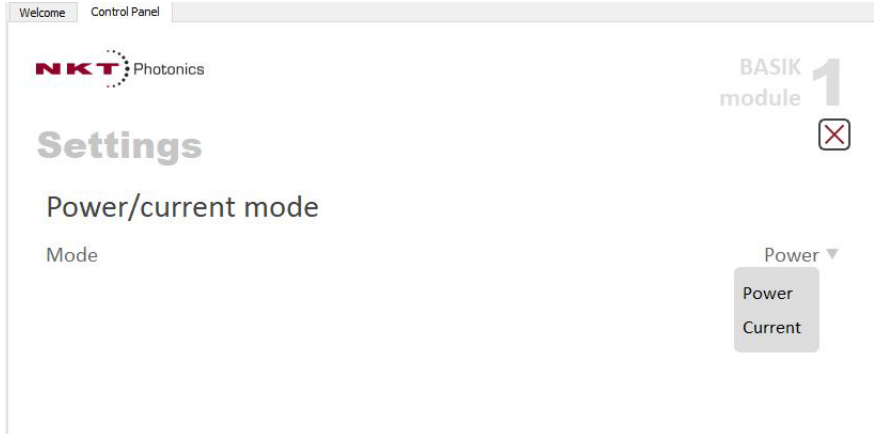 Welcome Control Panel
NKT Photonics
BASIK
module 1
Settings
Power/current mode
Mode Power
Power
Current